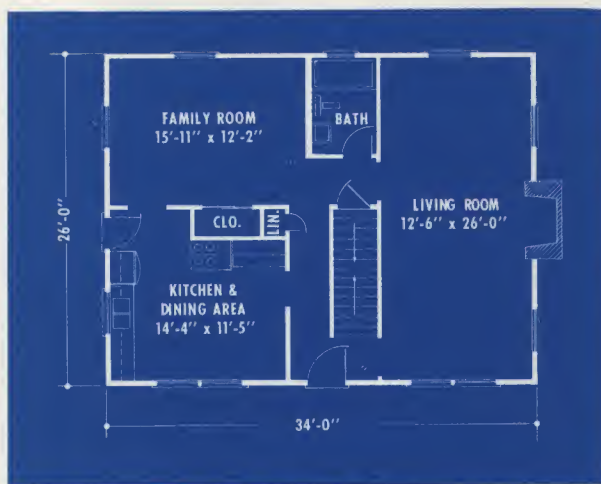 FAMILY ROOM
15'-11" x 12'-2"
BATH
LIVING ROOM
12'-6" x 26'-0"
CLO.
LIN.
KITCHEN &
DINING AREA
14'-4" x 11'-5"
26'-0"
34'-0"